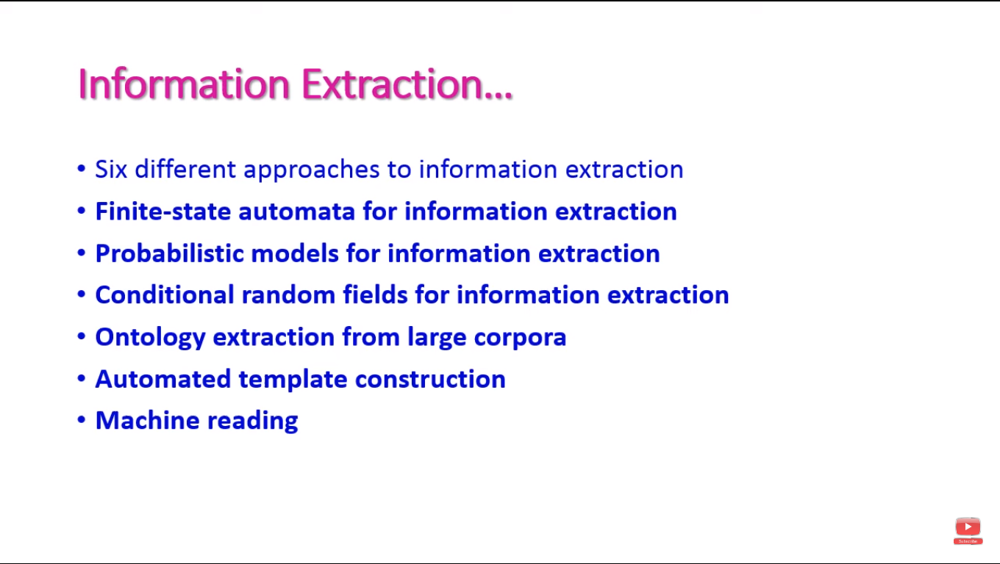 Information Extraction...
• Six different approaches to information extraction
• Finite-state automata for information extraction
• Probabilistic models for information extraction
• Conditional random fields for information extraction
• Ontology extraction from large corpora
• Automated template construction
• Machine reading
Subscribe